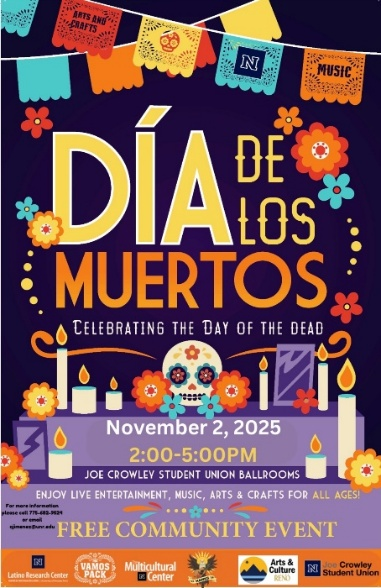 ARTS AND
CRAFTS
N
MUSIC
DÍA DE
LOS
MUERTOS
CELEBRATING THE DAY OF THE DEAD
November 2, 2025
2:00-5:00PM
JOE CROWLEY STUDENT UNION BALLROOMS
ENJOY LIVE ENTERTAINMENT, MUSIC, ARTS & CRAFTS FOR ALL AGES!
For more information
please call 775-682-9024
or email
ejimenez@unr.edu
FREE COMMUNITY EVENT
N
Latino Research Center
VAMOS
PACK
N
Multicultural
Center
Arts &
Culture
RENO
N
Joe Crowley
Student Union